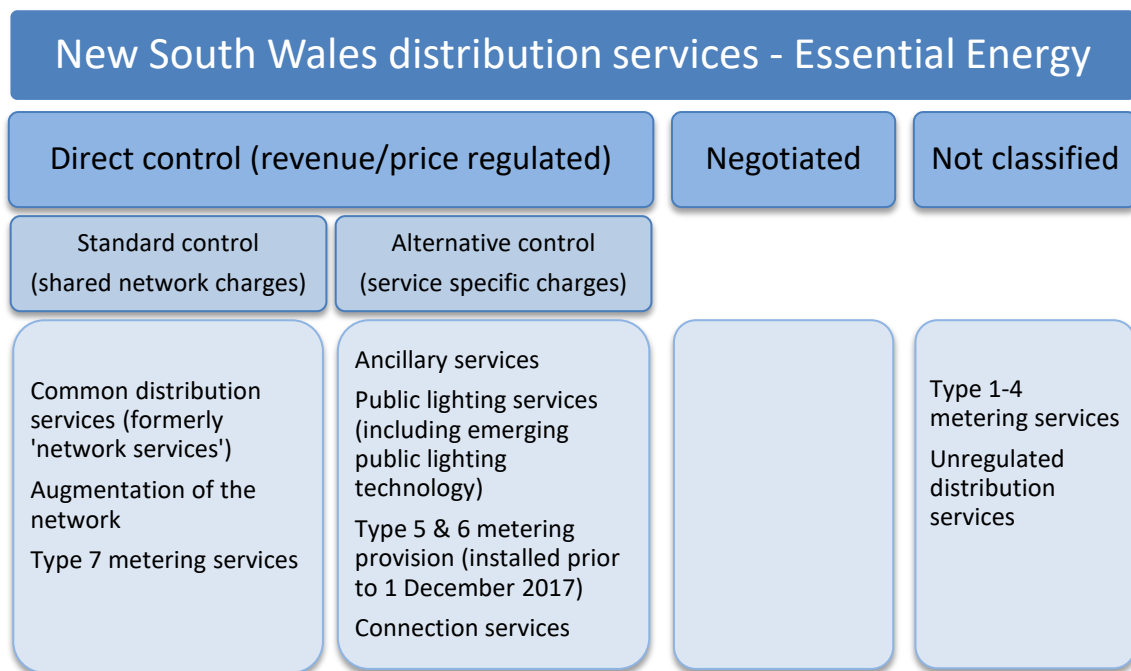 New South Wales distribution services - Essential Energy
Direct control (revenue/price regulated)
Negotiated
Not classified
Standard control
(shared network charges)
Alternative control
(service specific charges)
Common distribution
services (formerly
'network services')
Augmentation of the
network
Type 7 metering services
Ancillary services
Public lighting services
(including emerging
public lighting
technology)
Type 5 & 6 metering
provision (installed prior
to 1 December 2017)
Connection services
Type 1-4
metering services
Unregulated
distribution
services